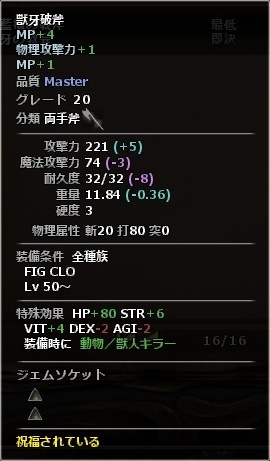 獣牙破斧
MP+4
物理攻撃力+1
MP+1
品質 Master
グレード 20
分類 両手斧
攻撃力 221 (+5)
魔法攻撃力 74 (-3)
耐久度 32/32 (-8)
重量 11.84 (-0.36)
硬度 3
物理属性 斬20 打80 突0
装備条件 全種族
FIG CLO
Lv 50～
特殊効果 HP+80 STR+6
VIT+4 DEX-2 AGI-2
装備時に 動物／獣人キラー
16/16
ジェムソケット
祝福されている
最低
即決